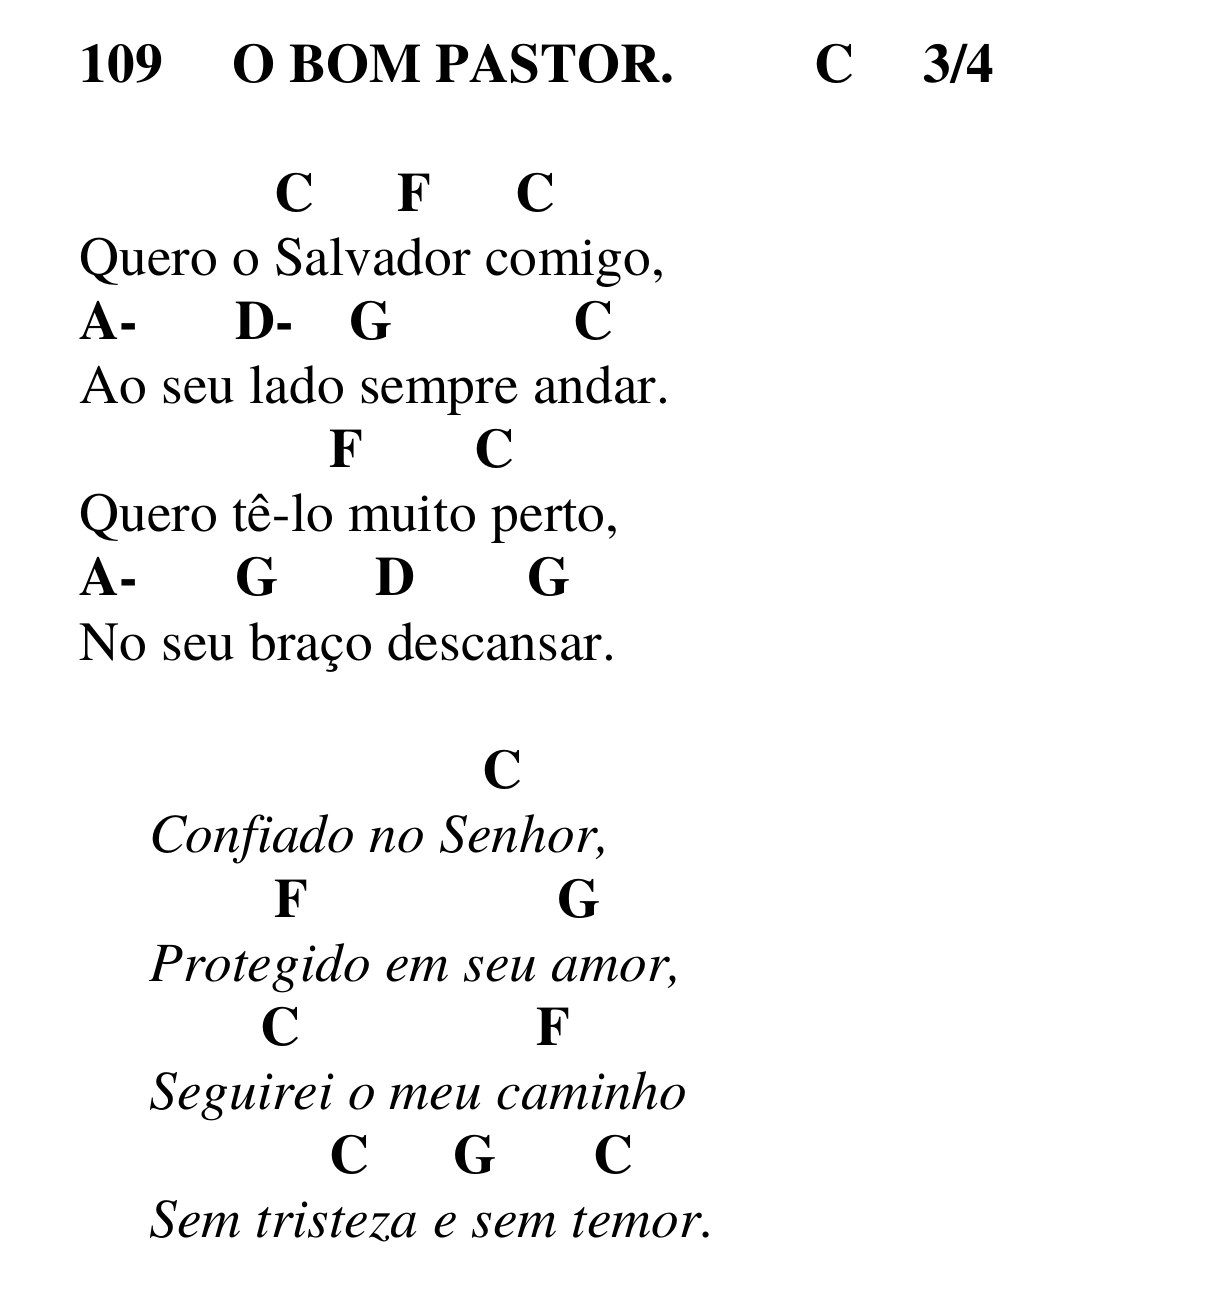 109 O BOM PASTOR. C 3/4
C F C
Quero o Salvador comigo,
A- D- G C
Ao seu lado sempre andar.
F C
Quero tê-lo muito perto,
A- G D G
No seu braço descansar.
C
Confiado no Senhor,
F G
Protegido em seu amor,
C F
Seguirei o meu caminho
C G C
Sem tristeza e sem temor.